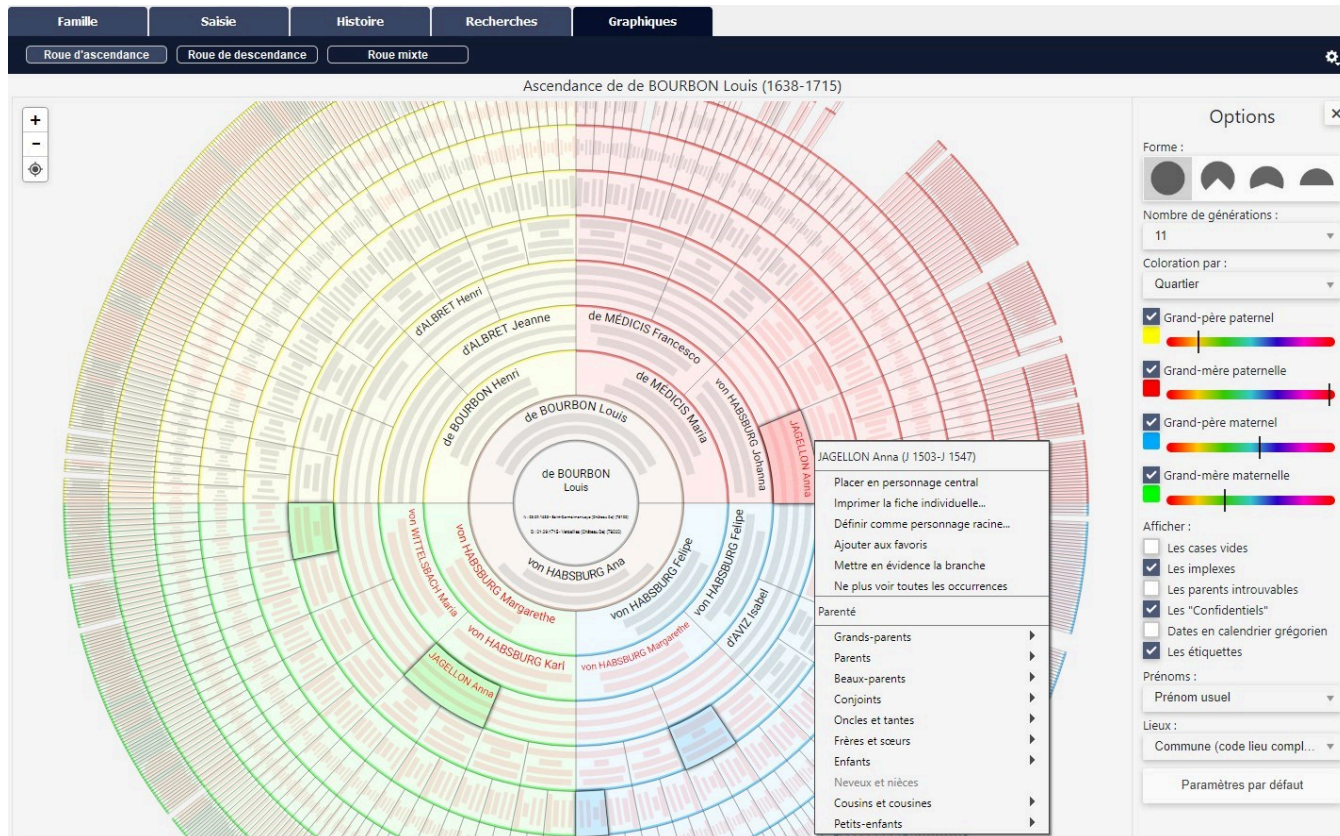 Famille
Saisie
Histoire
Recherches
Graphiques
Roue d'ascendance
Roue de descendance
Roue mixte
Ascendance de de BOURBON Louis (1638-1715)
+
-
d'ALBRET Henri
d'ALBRET Jeanne
de BOURBON Henri
de BOURBON Louis
de MÉDICIS Francesco
de MÉDICIS Maria
von HABSBURG Johanna
JAGELLON Anna
de BOURBON
Louis
von HABSBURG Ana
von HABSBURG Margarethe
von WITTELSBACH Maria
von HABSBURG Karl
JAGELLON Anna
von HABSBURG Felipe
von HABSBURG Felipe
von HABSBURG Margarethe
d'AVIZ Isabel
JAGELLON Anna (J 1503-J 1547)
Placer en personnage central
Imprimer la fiche individuelle...
Définir comme personnage racine...
Ajouter aux favoris
Mettre en évidence la branche
Ne plus voir toutes les occurrences
Parenté
Grands-parents
Parents
Beaux-parents
Conjoints
Oncles et tantes
Frères et sœurs
Enfants
Neveux et nièces
Cousins et cousines
Petits-enfants
Options
Forme :
Nombre de générations :
11
Coloration par :
Quartier
Grand-père paternel
Grand-mère paternelle
Grand-père maternel
Grand-mère maternelle
Afficher :
Les cases vides
Les implexes
Les parents introuvables
Les "Confidentiels"
Dates en calendrier grégorien
Les étiquettes
Prénoms :
Prénom usuel
Lieux :
Commune (code lieu compl...
Paramètres par défaut